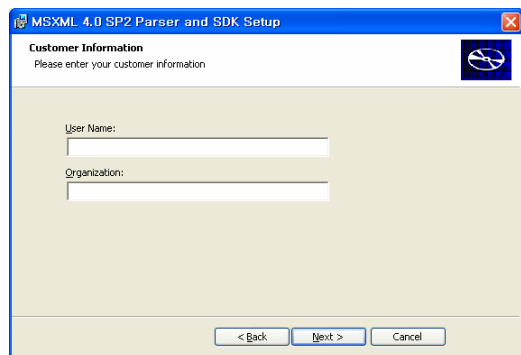 MSXML 4.0 SP2 Parser and SDK Setup
Customer Information
Please enter your customer information
User Name:
Organization:
< Back Next > Cancel